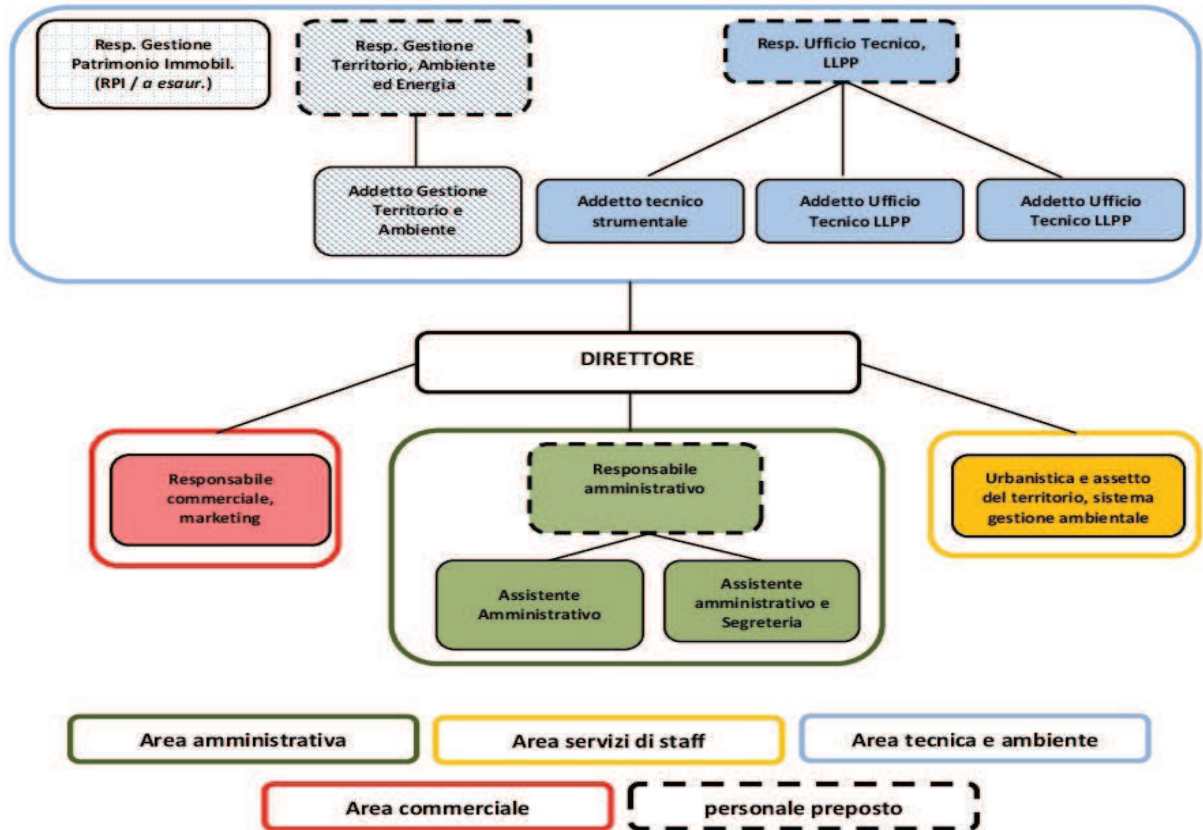 Resp. Gestione
Patrimonio Immobil.
(RPI / a esaur.)
Resp. Gestione
Territorio, Ambiente
ed Energia
Resp. Ufficio Tecnico,
LLPP
Addetto Gestione
Territorio e
Ambiente
Addetto tecnico
strumentale
Addetto Ufficio
Tecnico LLPP
Addetto Ufficio
Tecnico LLPP
DIRETTORE
Responsabile
commerciale,
marketing
Responsabile
amministrativo
Urbanistica e assetto
del territorio, sistema
gestione ambientale
Assistente
Amministrativo
Assistente
amministrativo e
Segreteria
Area amministrativa
Area servizi di staff
Area tecnica e ambiente
Area commerciale
personale preposto